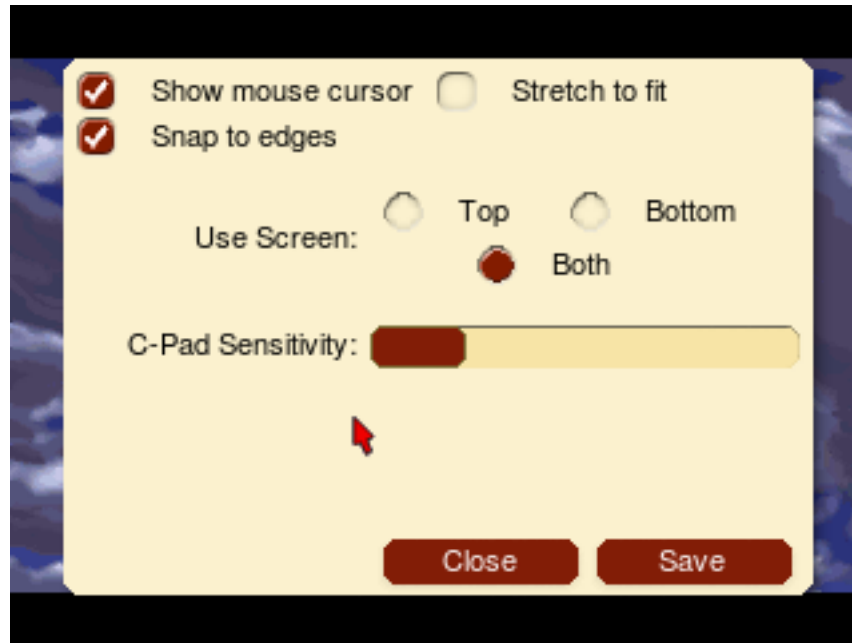 Show mouse cursor Stretch to fit
Snap to edges
Top Bottom
Use Screen:
Both
C-Pad Sensitivity:
Close Save